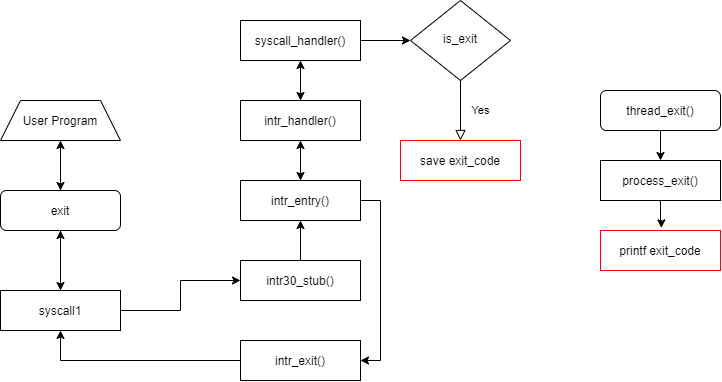 syscall_handler()
is_exit
User Program
intr_handler()
Yes
thread_exit()
save exit_code
process_exit()
exit
intr_entry()
printf exit_code
intr30_stub()
syscall1
intr_exit()